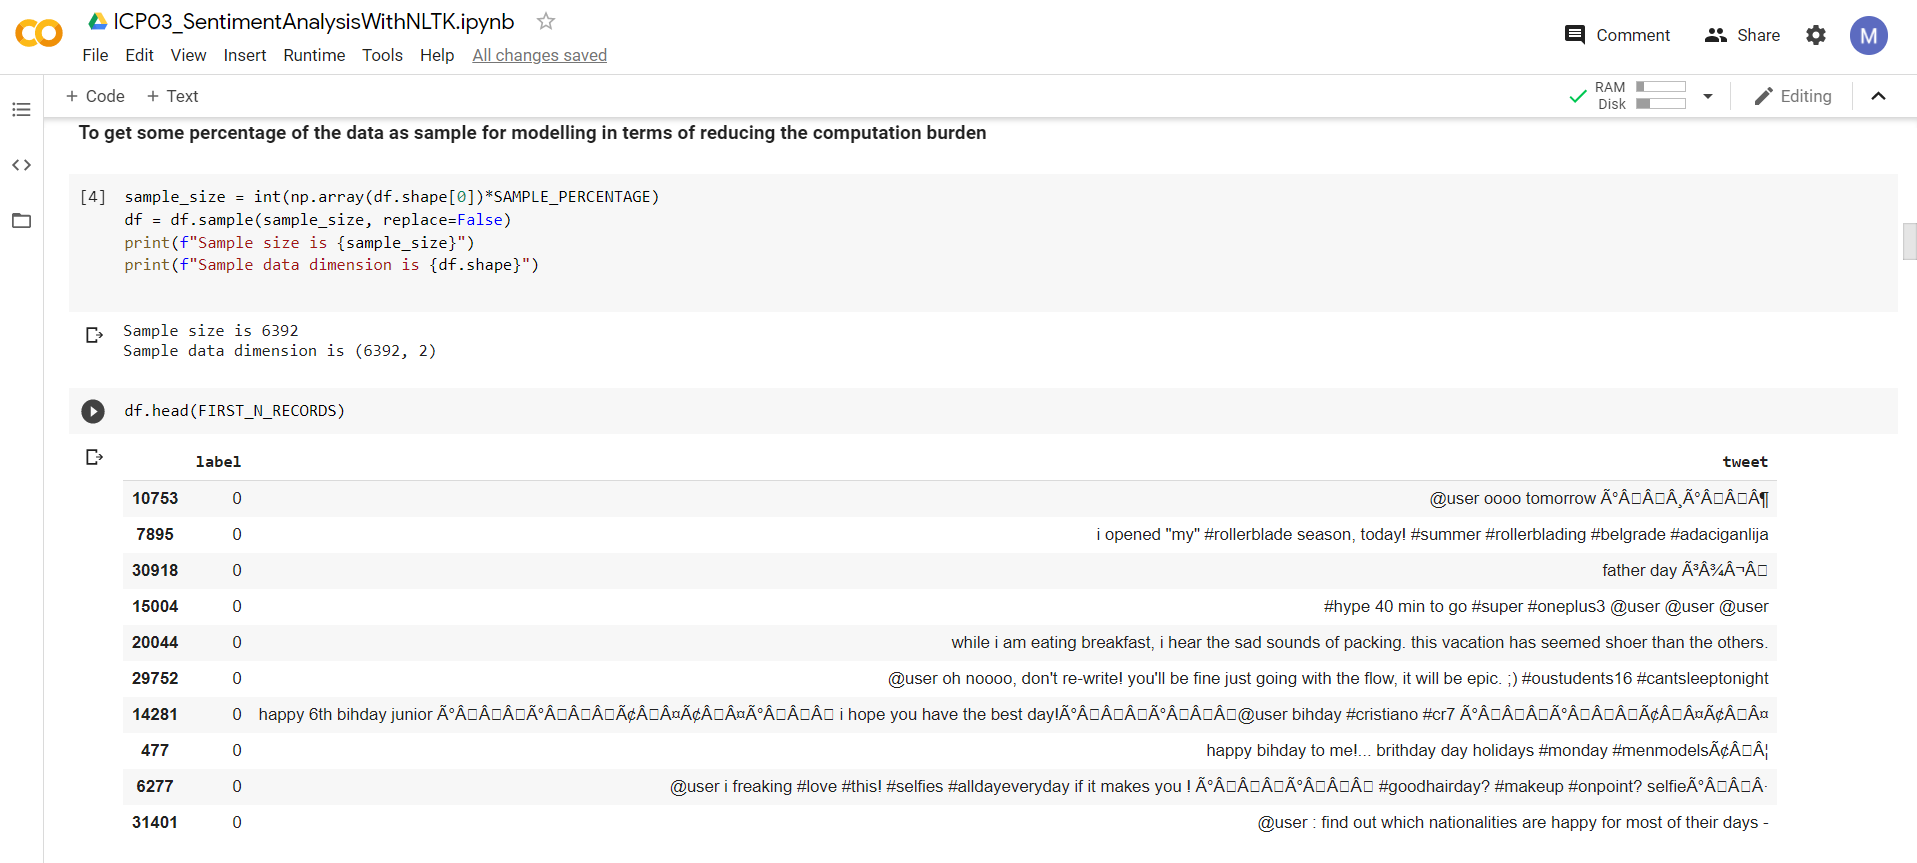 ICP03_SentimentAnalysisWithNLTK.ipynb
File Edit View Insert Runtime Tools Help All changes saved
Comment Share M
+ Code + Text
RAM
Disk
Editing
To get some percentage of the data as sample for modelling in terms of reducing the computation burden
[4] sample_size = int(np.array(df.shape[0])*SAMPLE_PERCENTAGE)
df = df.sample(sample_size, replace=False)
print(f"Sample size is {sample_size}")
print(f"Sample data dimension is {df.shape}")
Sample size is 6392
Sample data dimension is (6392, 2)
df.head(FIRST_N_RECORDS)
label tweet
10753 0 @user oooo tomorrow Ã°Â□Â□Â¸Ã°Â□Â□Â¶
7895 0 i opened "my" #rollerblade season, today! #summer #rollerblading #belgrade #adaciganlija
30918 0 father day Ã³Â¾Â¬Â□
15004 0 #hype 40 min to go #super #oneplus3 @user @user @user
20044 0 while i am eating breakfast, i hear the sad sounds of packing. this vacation has seemed shoer than the others.
29752 0 @user oh noooo, don't re-write! you'll be fine just going with the flow, it will be epic. ;) #oustudents16 #cantsleeptonight
14281 0 happy 6th bihday junior Ã°Â□Â□Â□Ã°Â□Â□Â□Ã¢Â□Â¤Ã¢Â□Â¤Ã°Â□Â□Â□ i hope you have the best day!Ã°Â□Â□Â□Ã°Â□Â□Â□@user bihday #cristiano #cr7 Ã°Â□Â□Â□Ã°Â□Â□Â□Ã¢Â□Â¤Ã¢Â□Â¤
477 0 happy bihday to me!... brithday day holidays #monday #menmodelsÃ¢Â□Â¦
6277 0 @user i freaking #love #this! #selfies #alldayeveryday if it makes you ! Ã°Â□Â□Â□Ã°Â□Â□Â□ #goodhairday? #makeup #onpoint? selfieÃ°Â□Â□Â·
31401 0 @user : find out which nationalities are happy for most of their days -